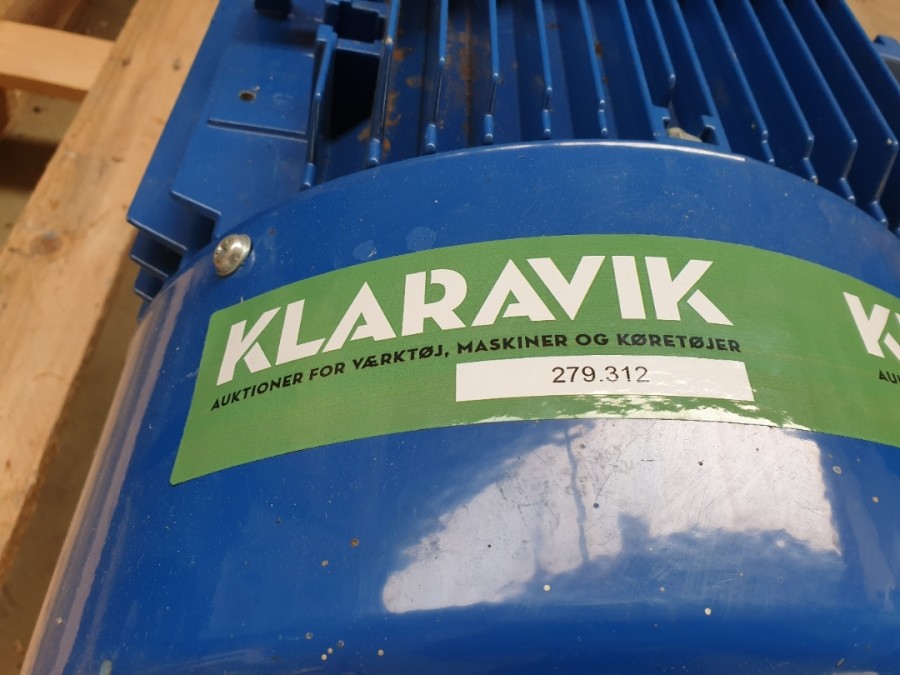 KLARAVIK
AUKTIONER FOR VÆRKTØJ, MASKINER OG KØRETØJER
279.312